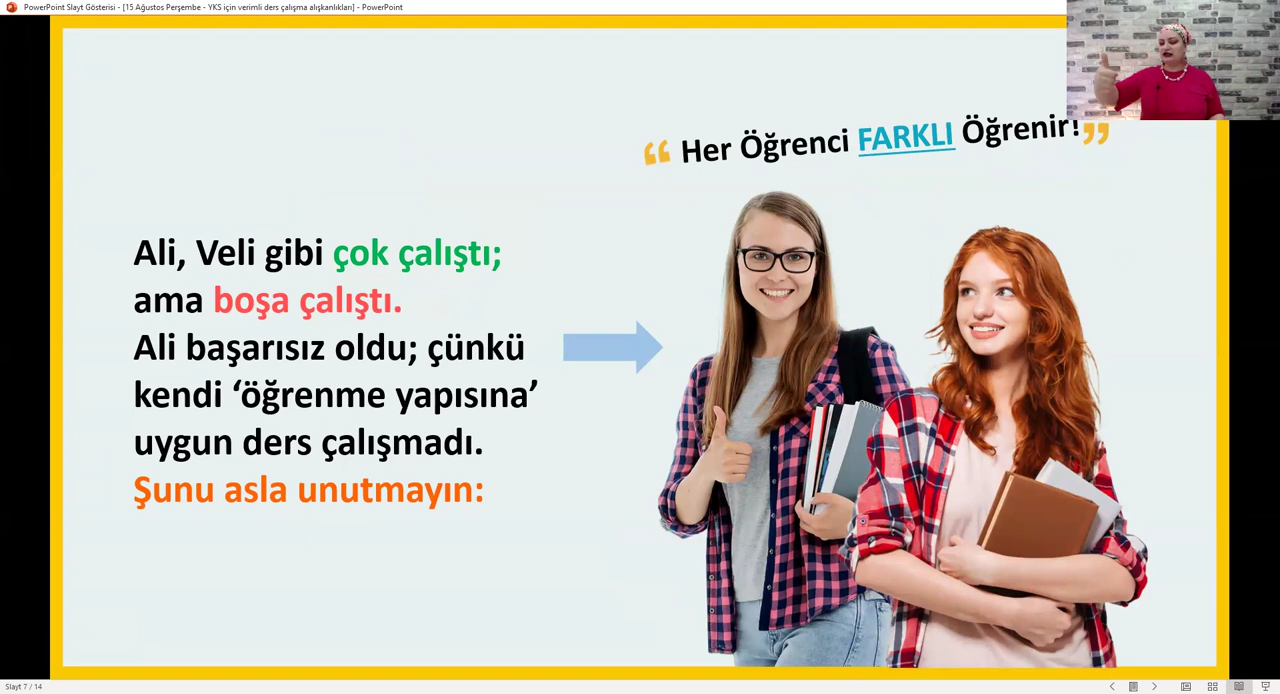 PowerPoint Slayt Gösterisi - [15 Ağustos Perşembe - YKS için verimli ders çalışma alışkanlıkları] - PowerPoint
“ Her Öğrenci FARKLI Öğrenir! ”
Ali, Veli gibi çok çalıştı;
ama boşa çalıştı.
Ali başarısız oldu; çünkü
kendi ‘öğrenme yapısına’
uygun ders çalışmadı.
Şunu asla unutmayın:
Slayt 7 / 14